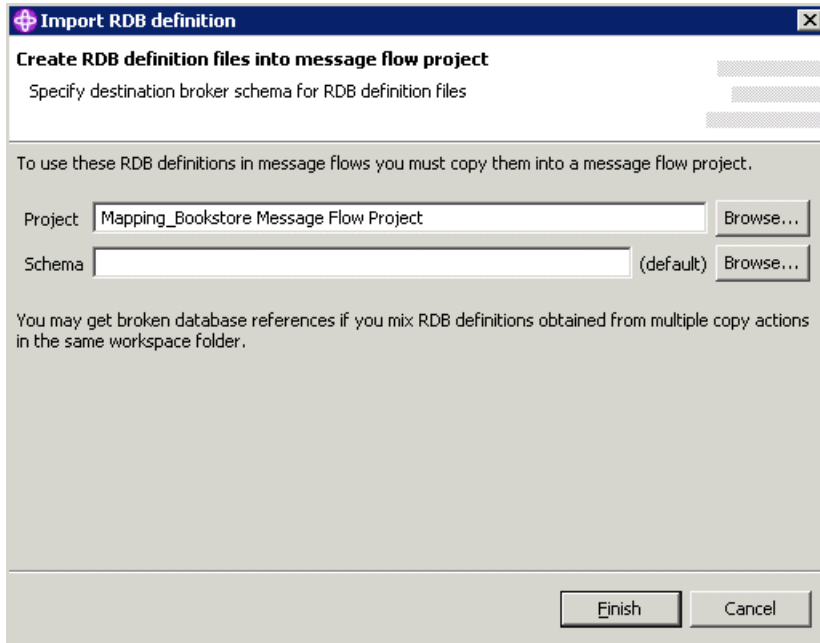 Import RDB definition
Create RDB definition files into message flow project
Specify destination broker schema for RDB definition files
To use these RDB definitions in message flows you must copy them into a message flow project.
Project Mapping_Bookstore Message Flow Project Browse...
Schema (default) Browse...
You may get broken database references if you mix RDB definitions obtained from multiple copy actions
in the same workspace folder.
Finish Cancel